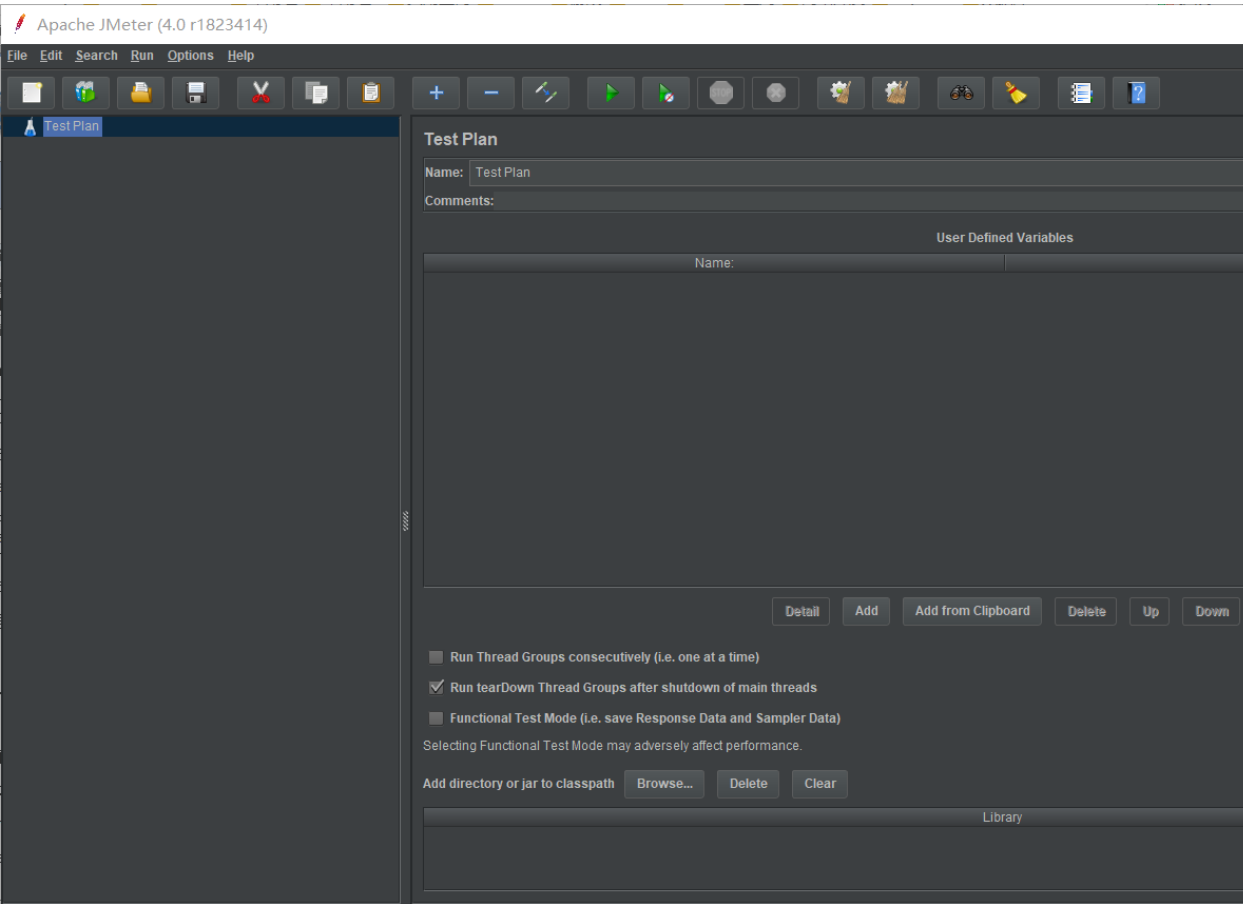 Apache JMeter (4.0 r1823414)
File Edit Search Run Options Help
STOP
Test Plan
Test Plan
Name: Test Plan
Comments:
User Defined Variables
Name:
Detail Add Add from Clipboard Delete Up Down
Run Thread Groups consecutively (i.e. one at a time)
Run tearDown Thread Groups after shutdown of main threads
Functional Test Mode (i.e. save Response Data and Sampler Data)
Selecting Functional Test Mode may adversely affect performance.
Add directory or jar to classpath Browse... Delete Clear
Library